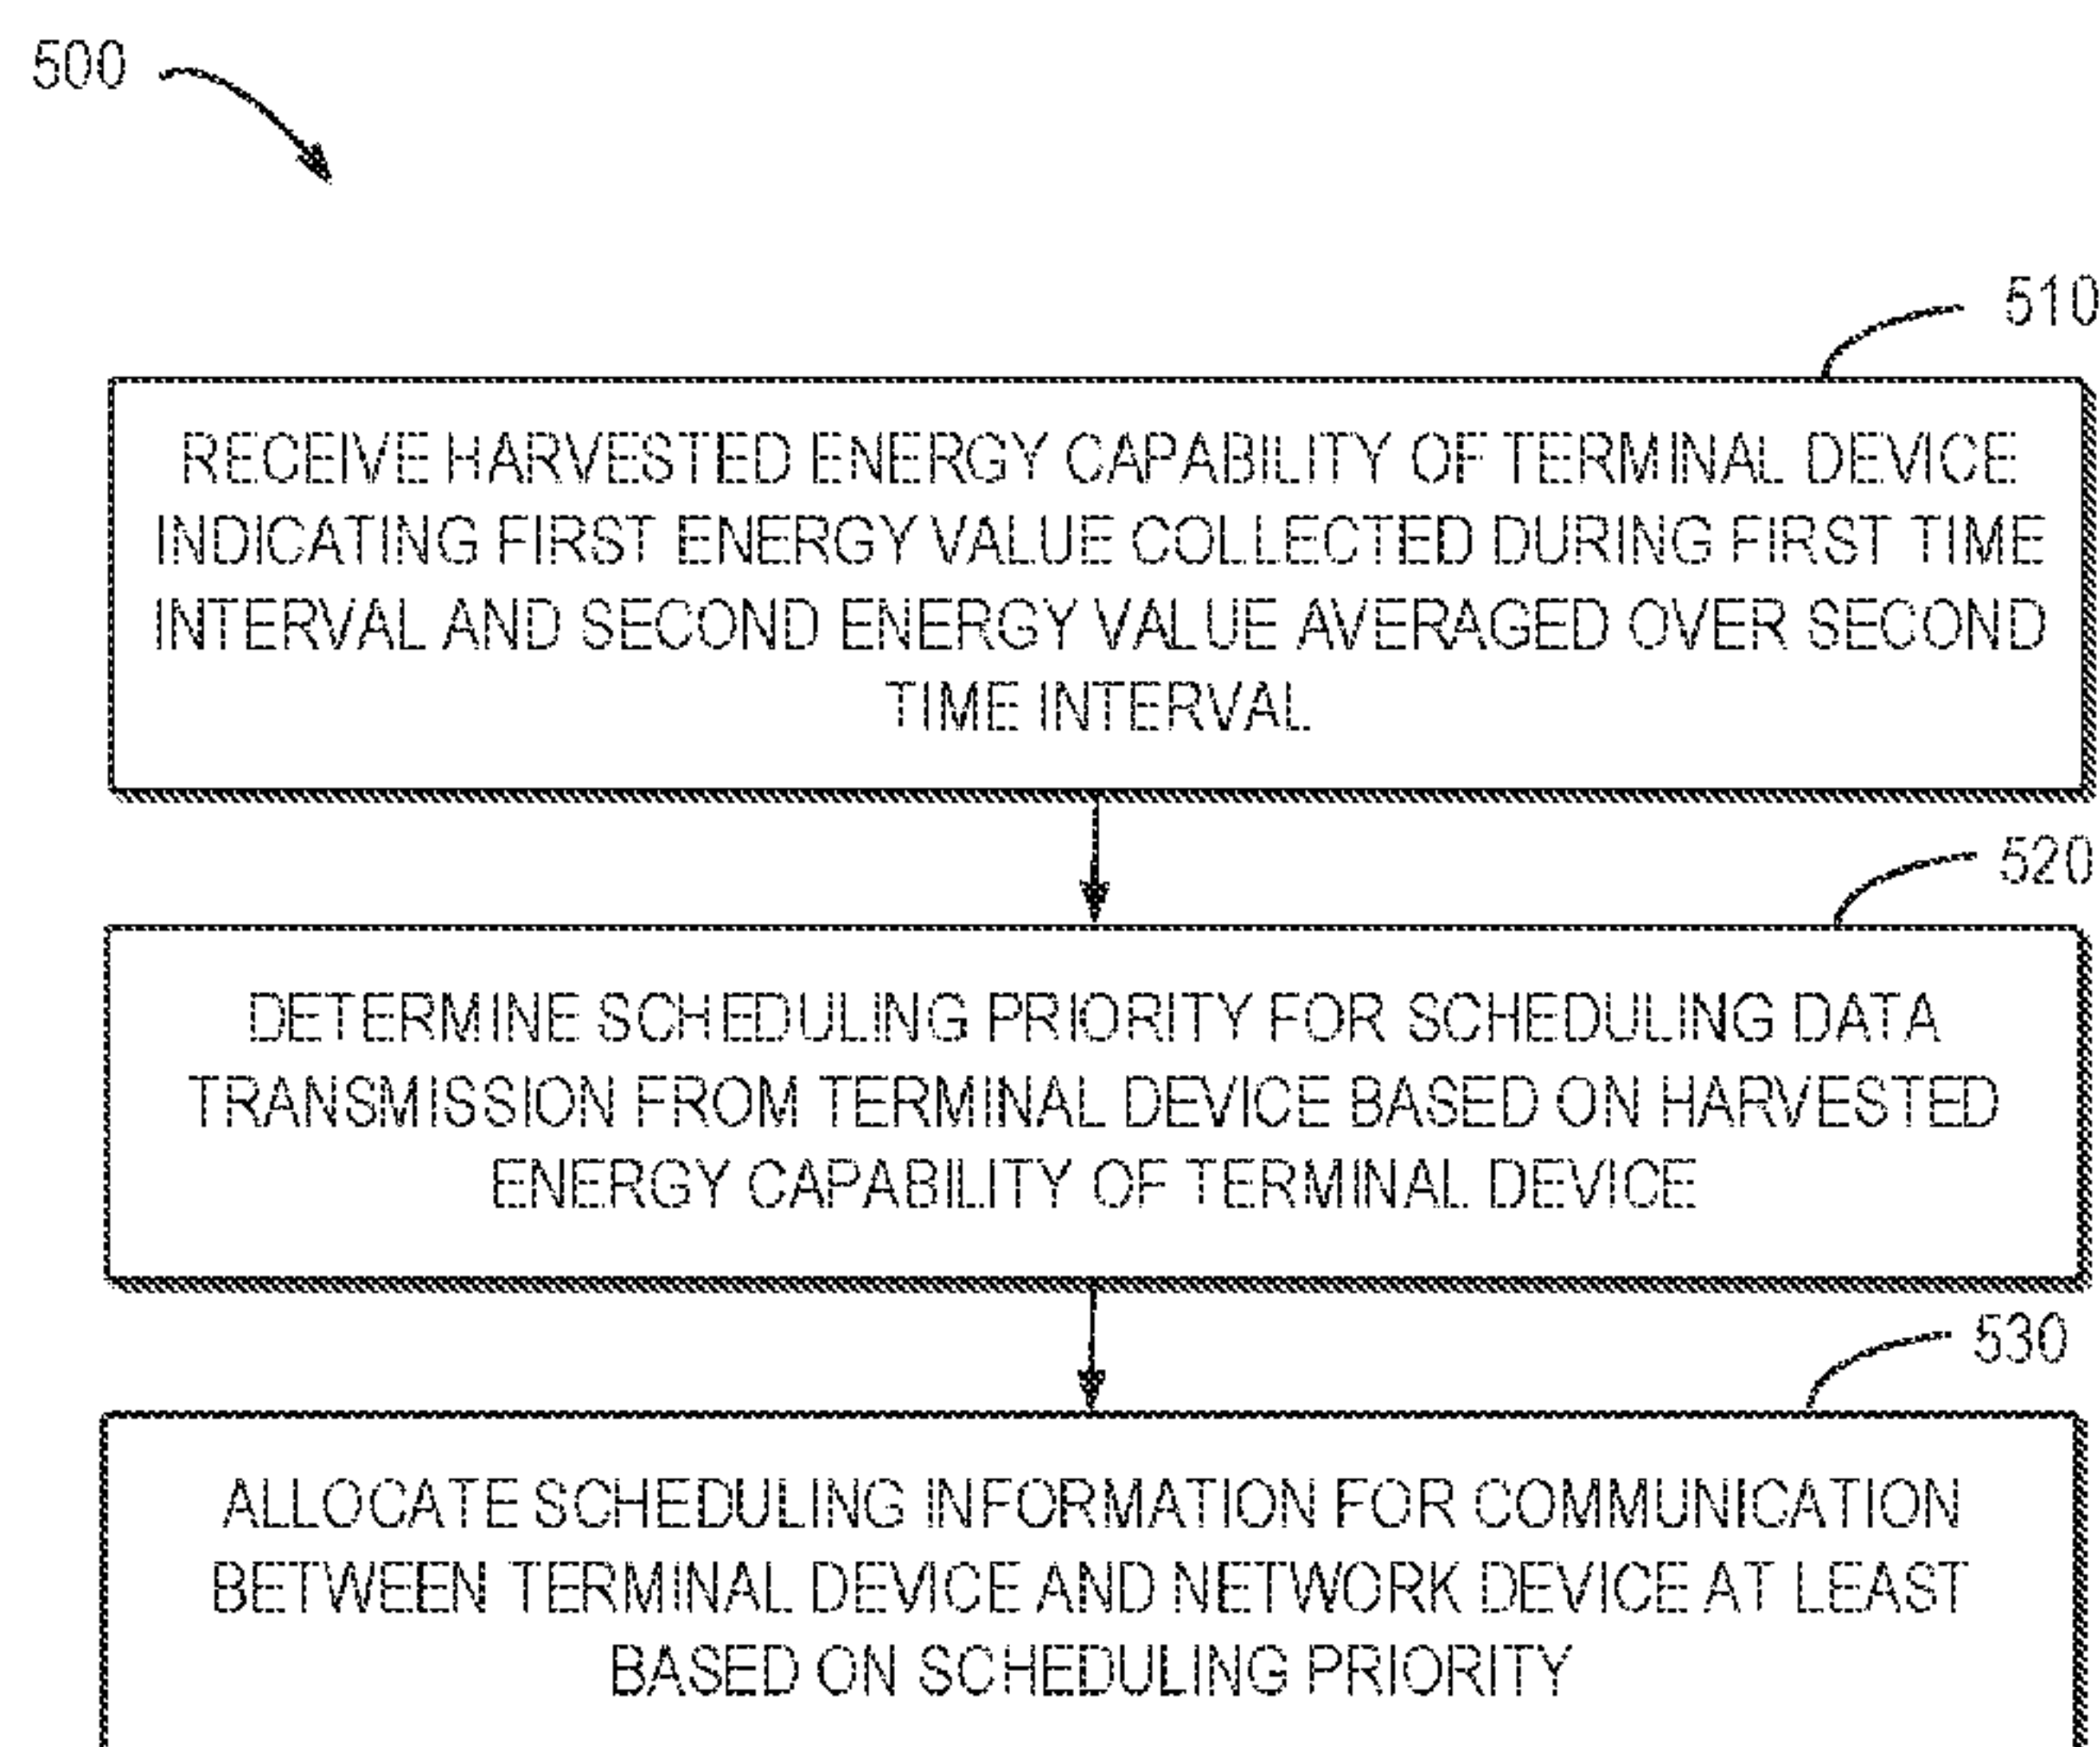 500
510
RECEIVE HARVESTED ENERGY CAPABILITY OF TERMINAL DEVICE
INDICATING FIRST ENERGY VALUE COLLECTED DURING FIRST TIME
INTERVAL AND SECOND ENERGY VALUE AVERAGED OVER SECOND
TIME INTERVAL
520
DETERMINE SCHEDULING PRIORITY FOR SCHEDULING DATA
TRANSMISSION FROM TERMINAL DEVICE BASED ON HARVESTED
ENERGY CAPABILITY OF TERMINAL DEVICE
530
ALLOCATE SCHEDULING INFORMATION FOR COMMUNICATION
BETWEEN TERMINAL DEVICE AND NETWORK DEVICE AT LEAST
BASED ON SCHEDULING PRIORITY